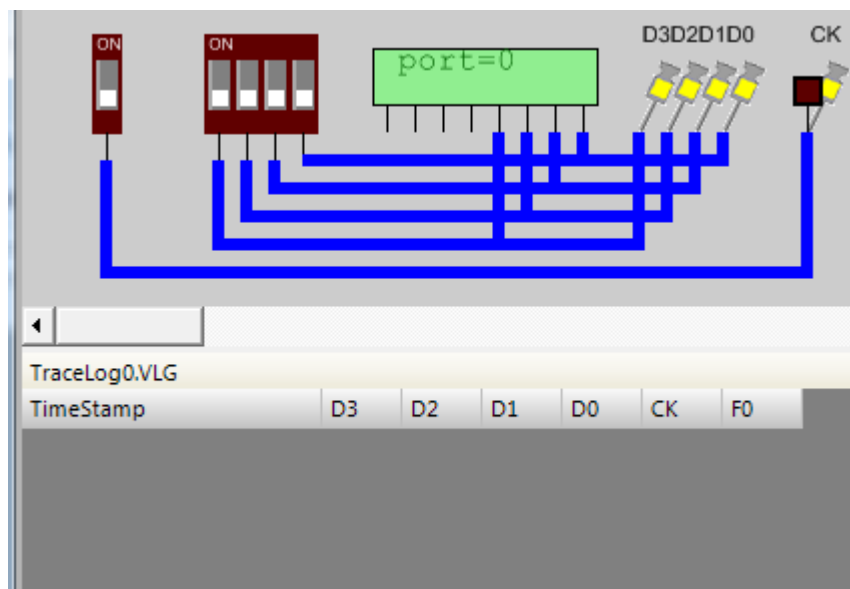 D3D2D1D0 CK
ON ON
port=0
TraceLog0.VLG
TimeStamp D3 D2 D1 D0 CK F0